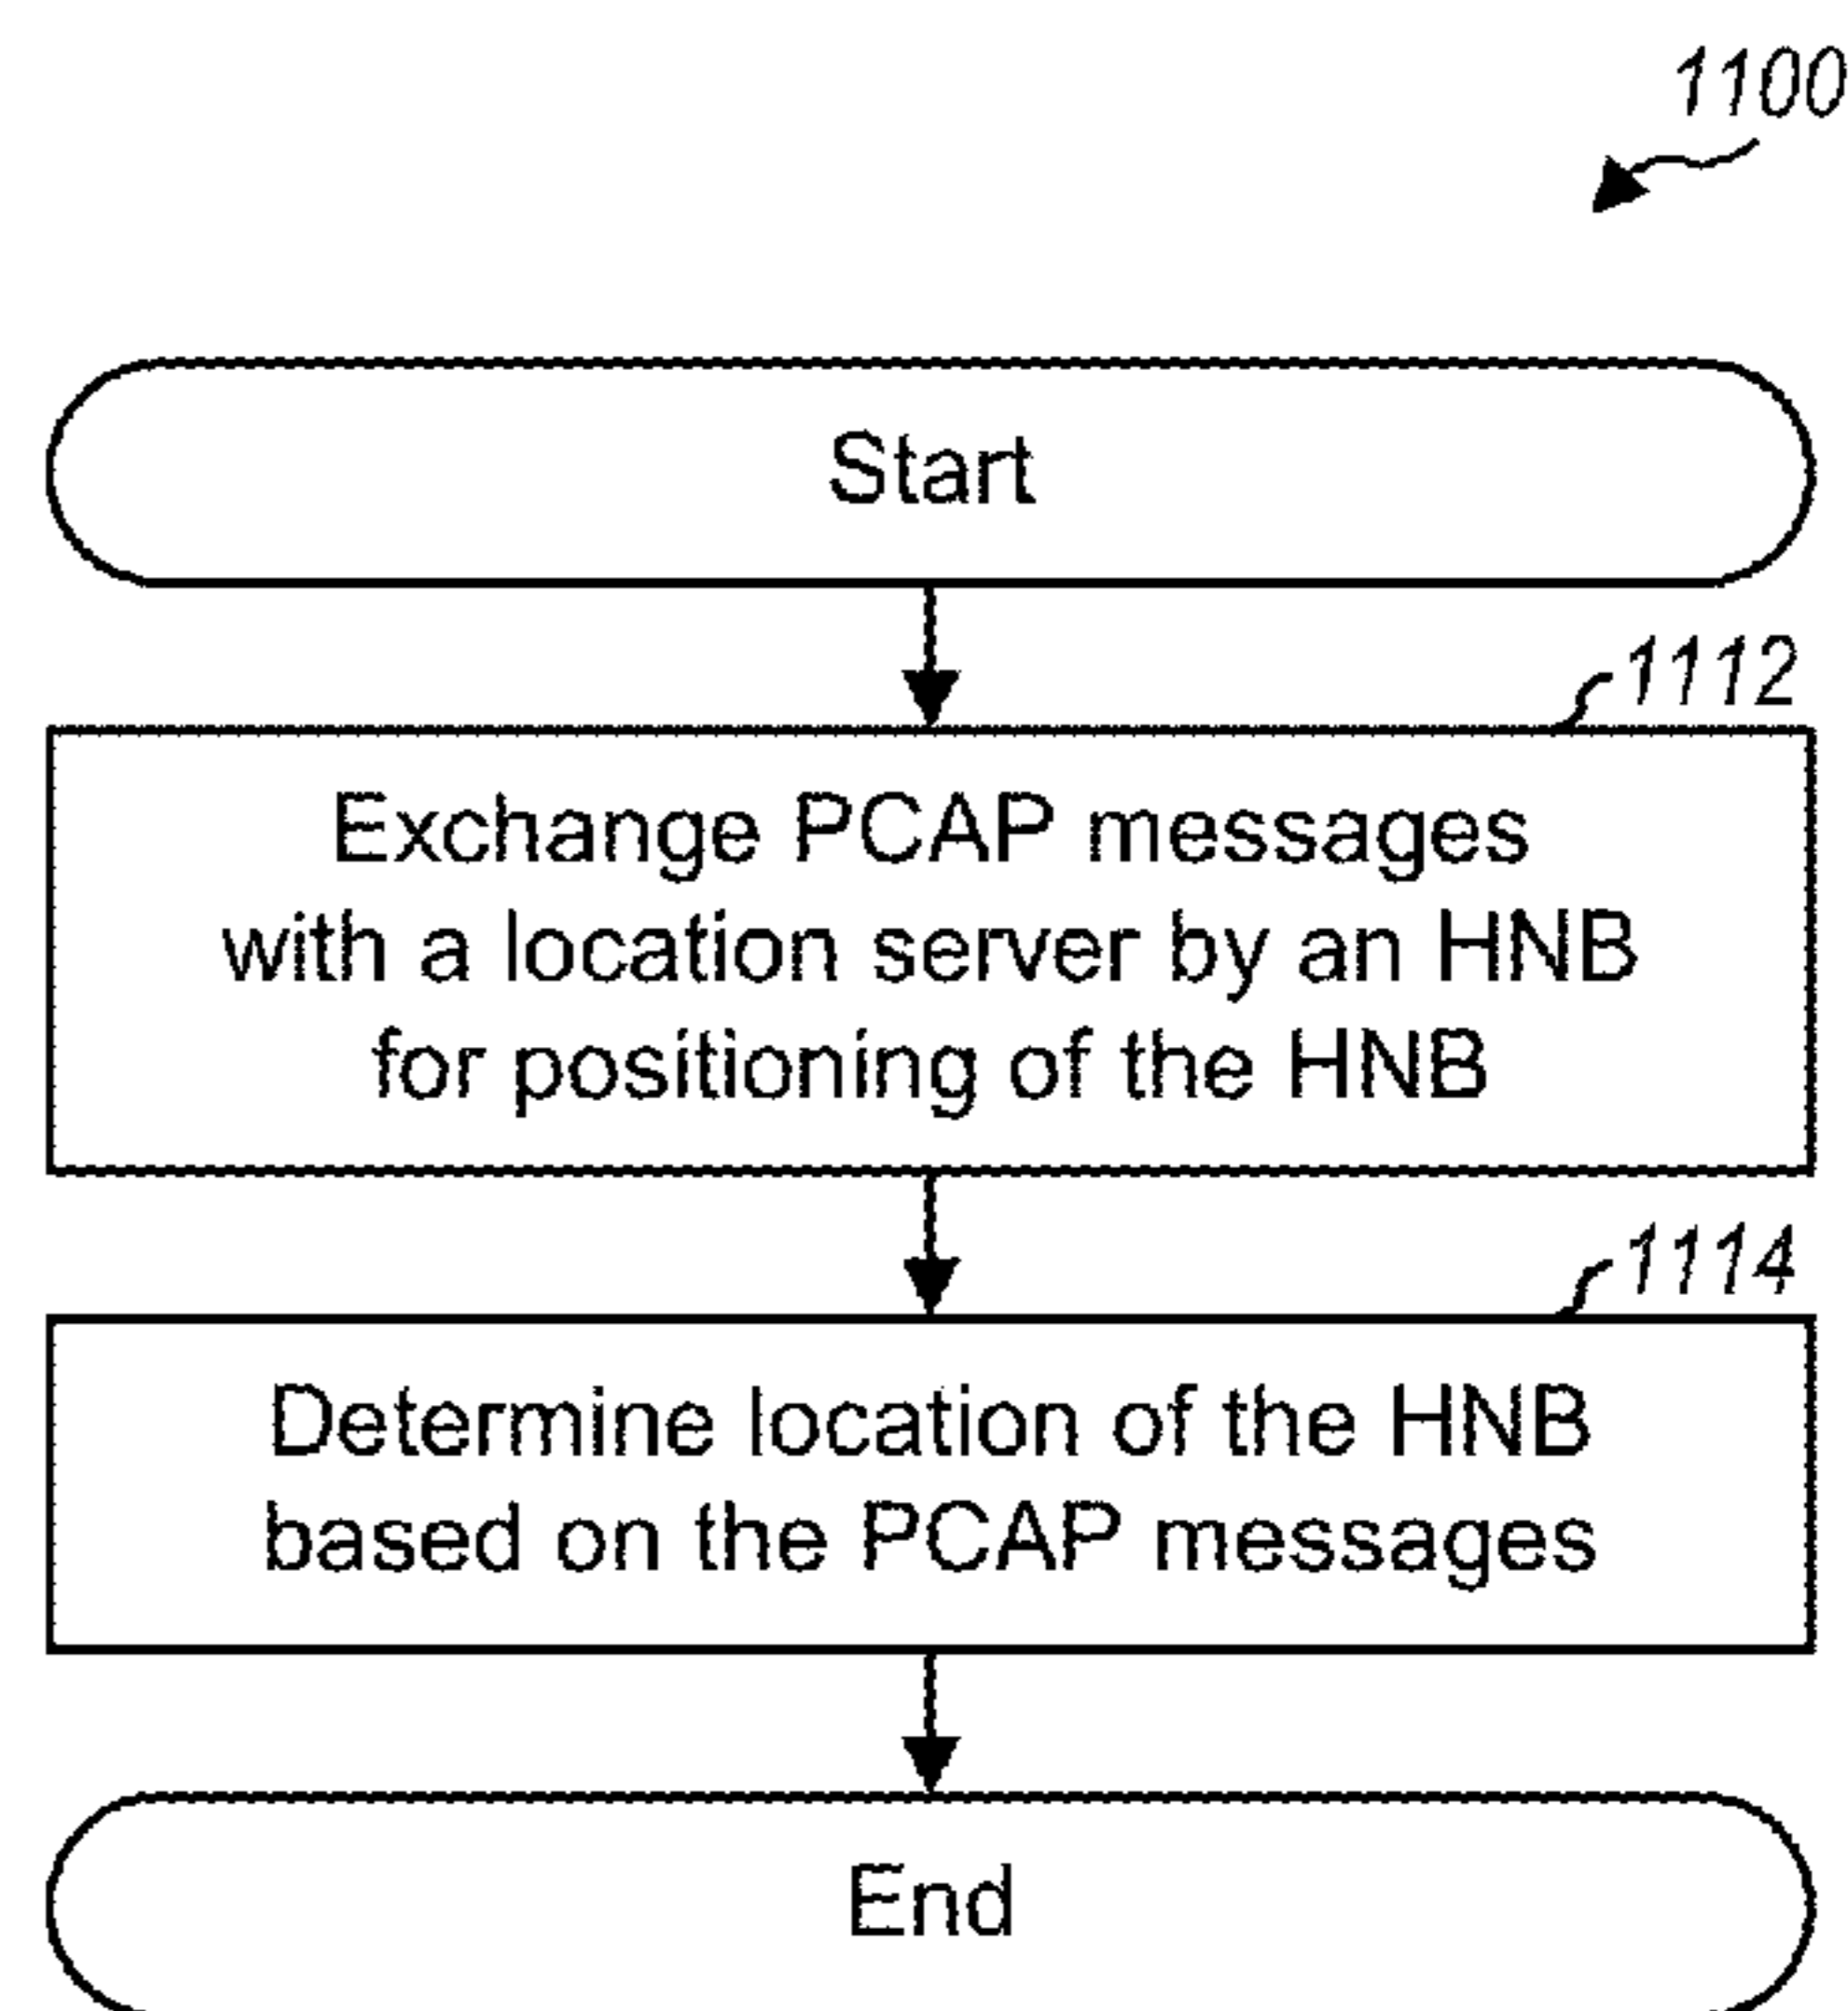 1100
Start
1112
Exchange PCAP messages
with a location server by an HNB
for positioning of the HNB
1114
Determine location of the HNB
based on the PCAP messages
End